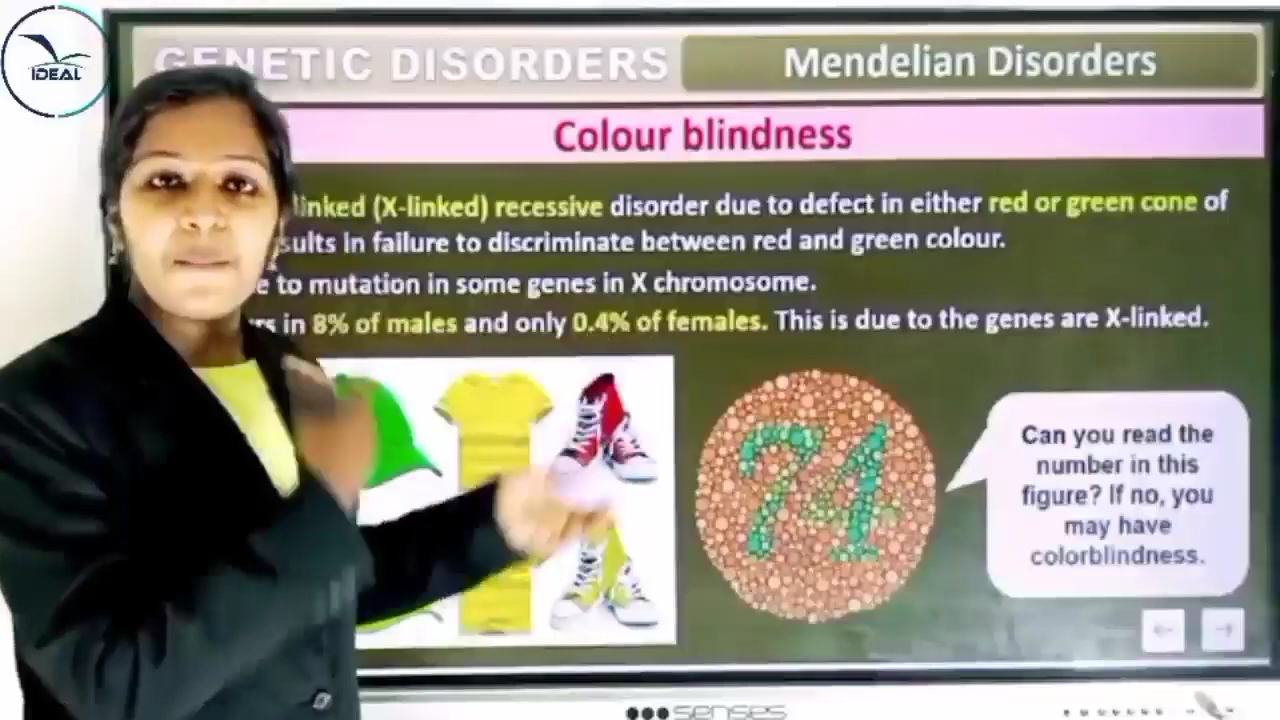 IDEAL
GENETIC DISORDERS
Mendelian Disorders
Colour blindness
linked (X-linked) recessive disorder due to defect in either red or green cone of
sults in failure to discriminate between red and green colour.
e to mutation in some genes in X chromosome.
rs in 8% of males and only 0.4% of females. This is due to the genes are X-linked.
74
Can you read the
number in this
figure? If no, you
may have
colorblindness.
senses